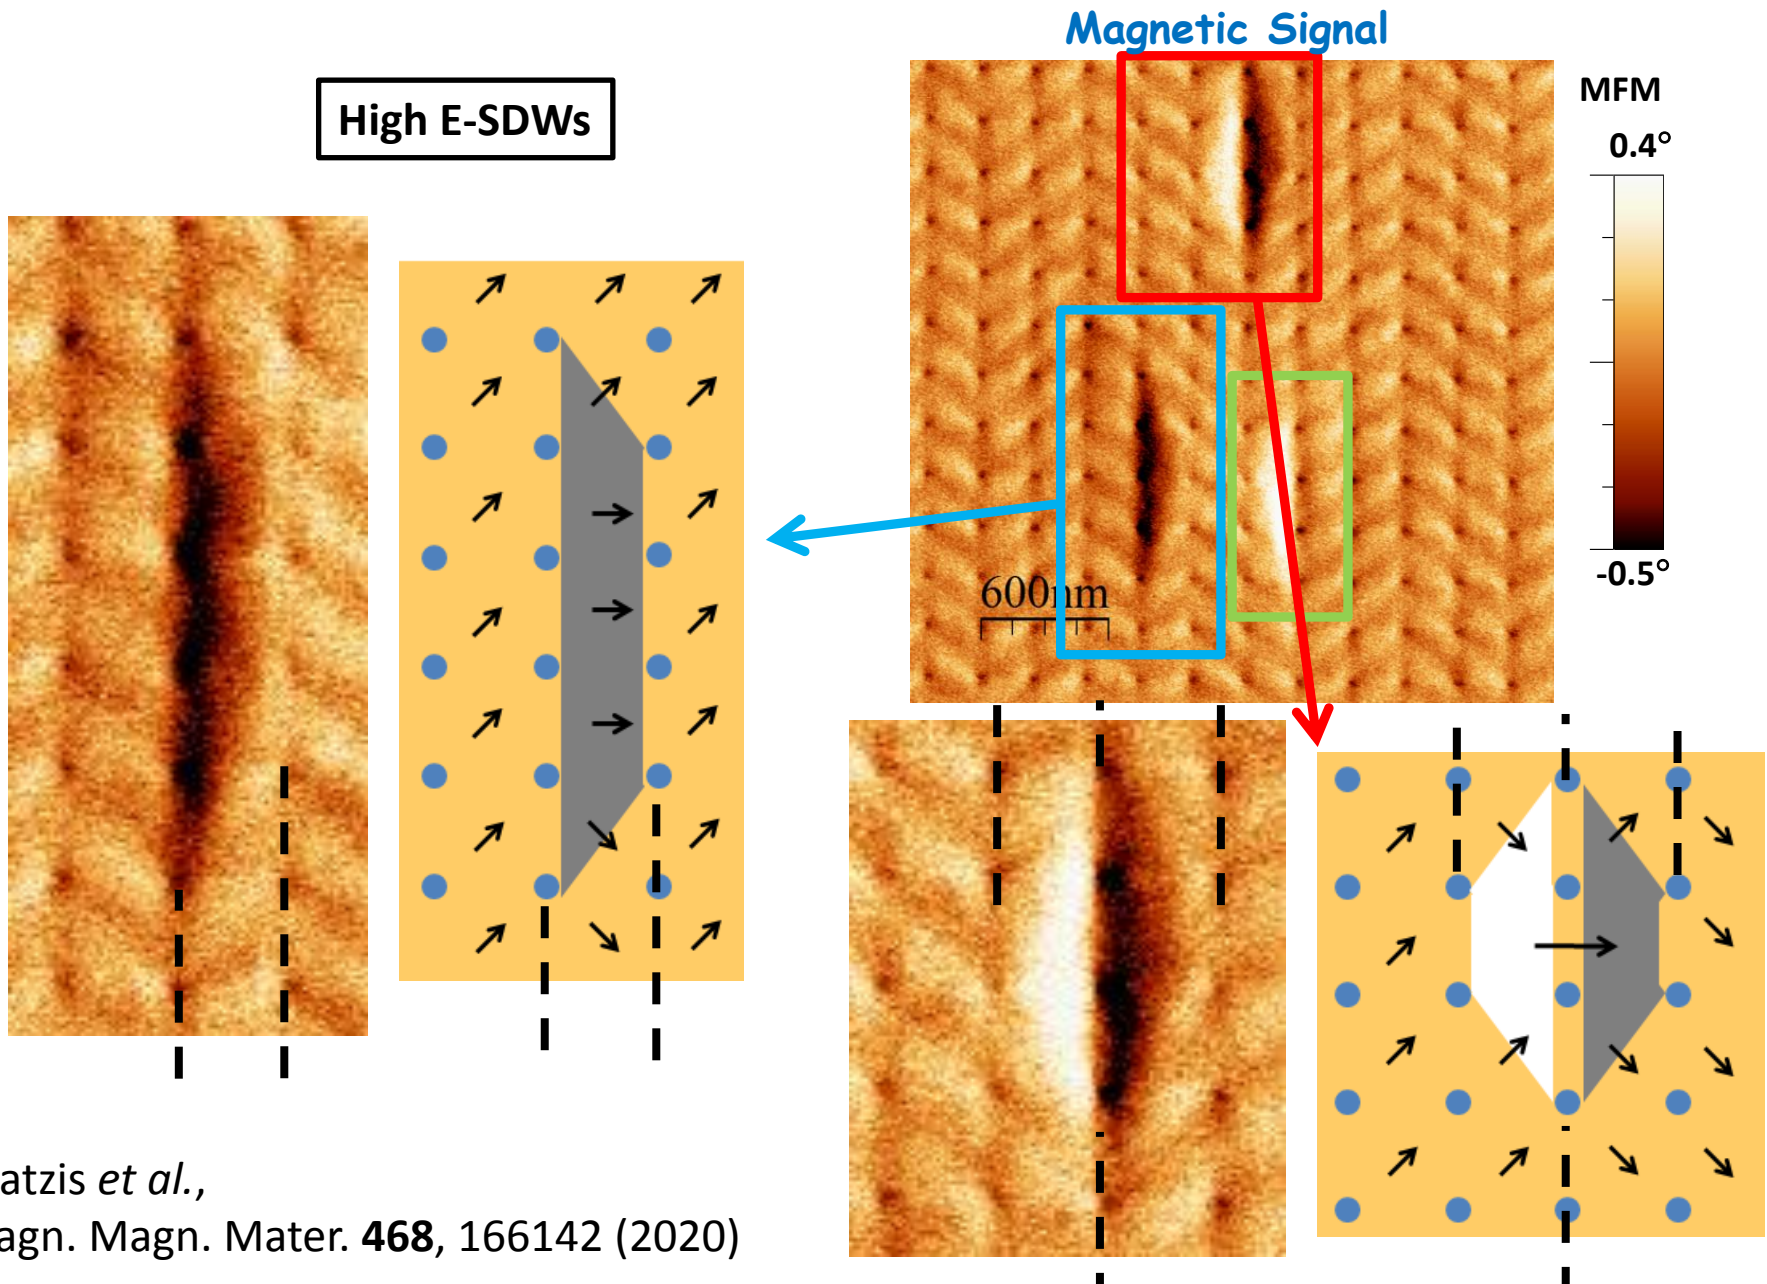 Magnetic Signal
High E-SDWs
MFM
0.4°
-0.5°
600nm
atzis et al.,
agn. Magn. Mater. 468, 166142 (2020)